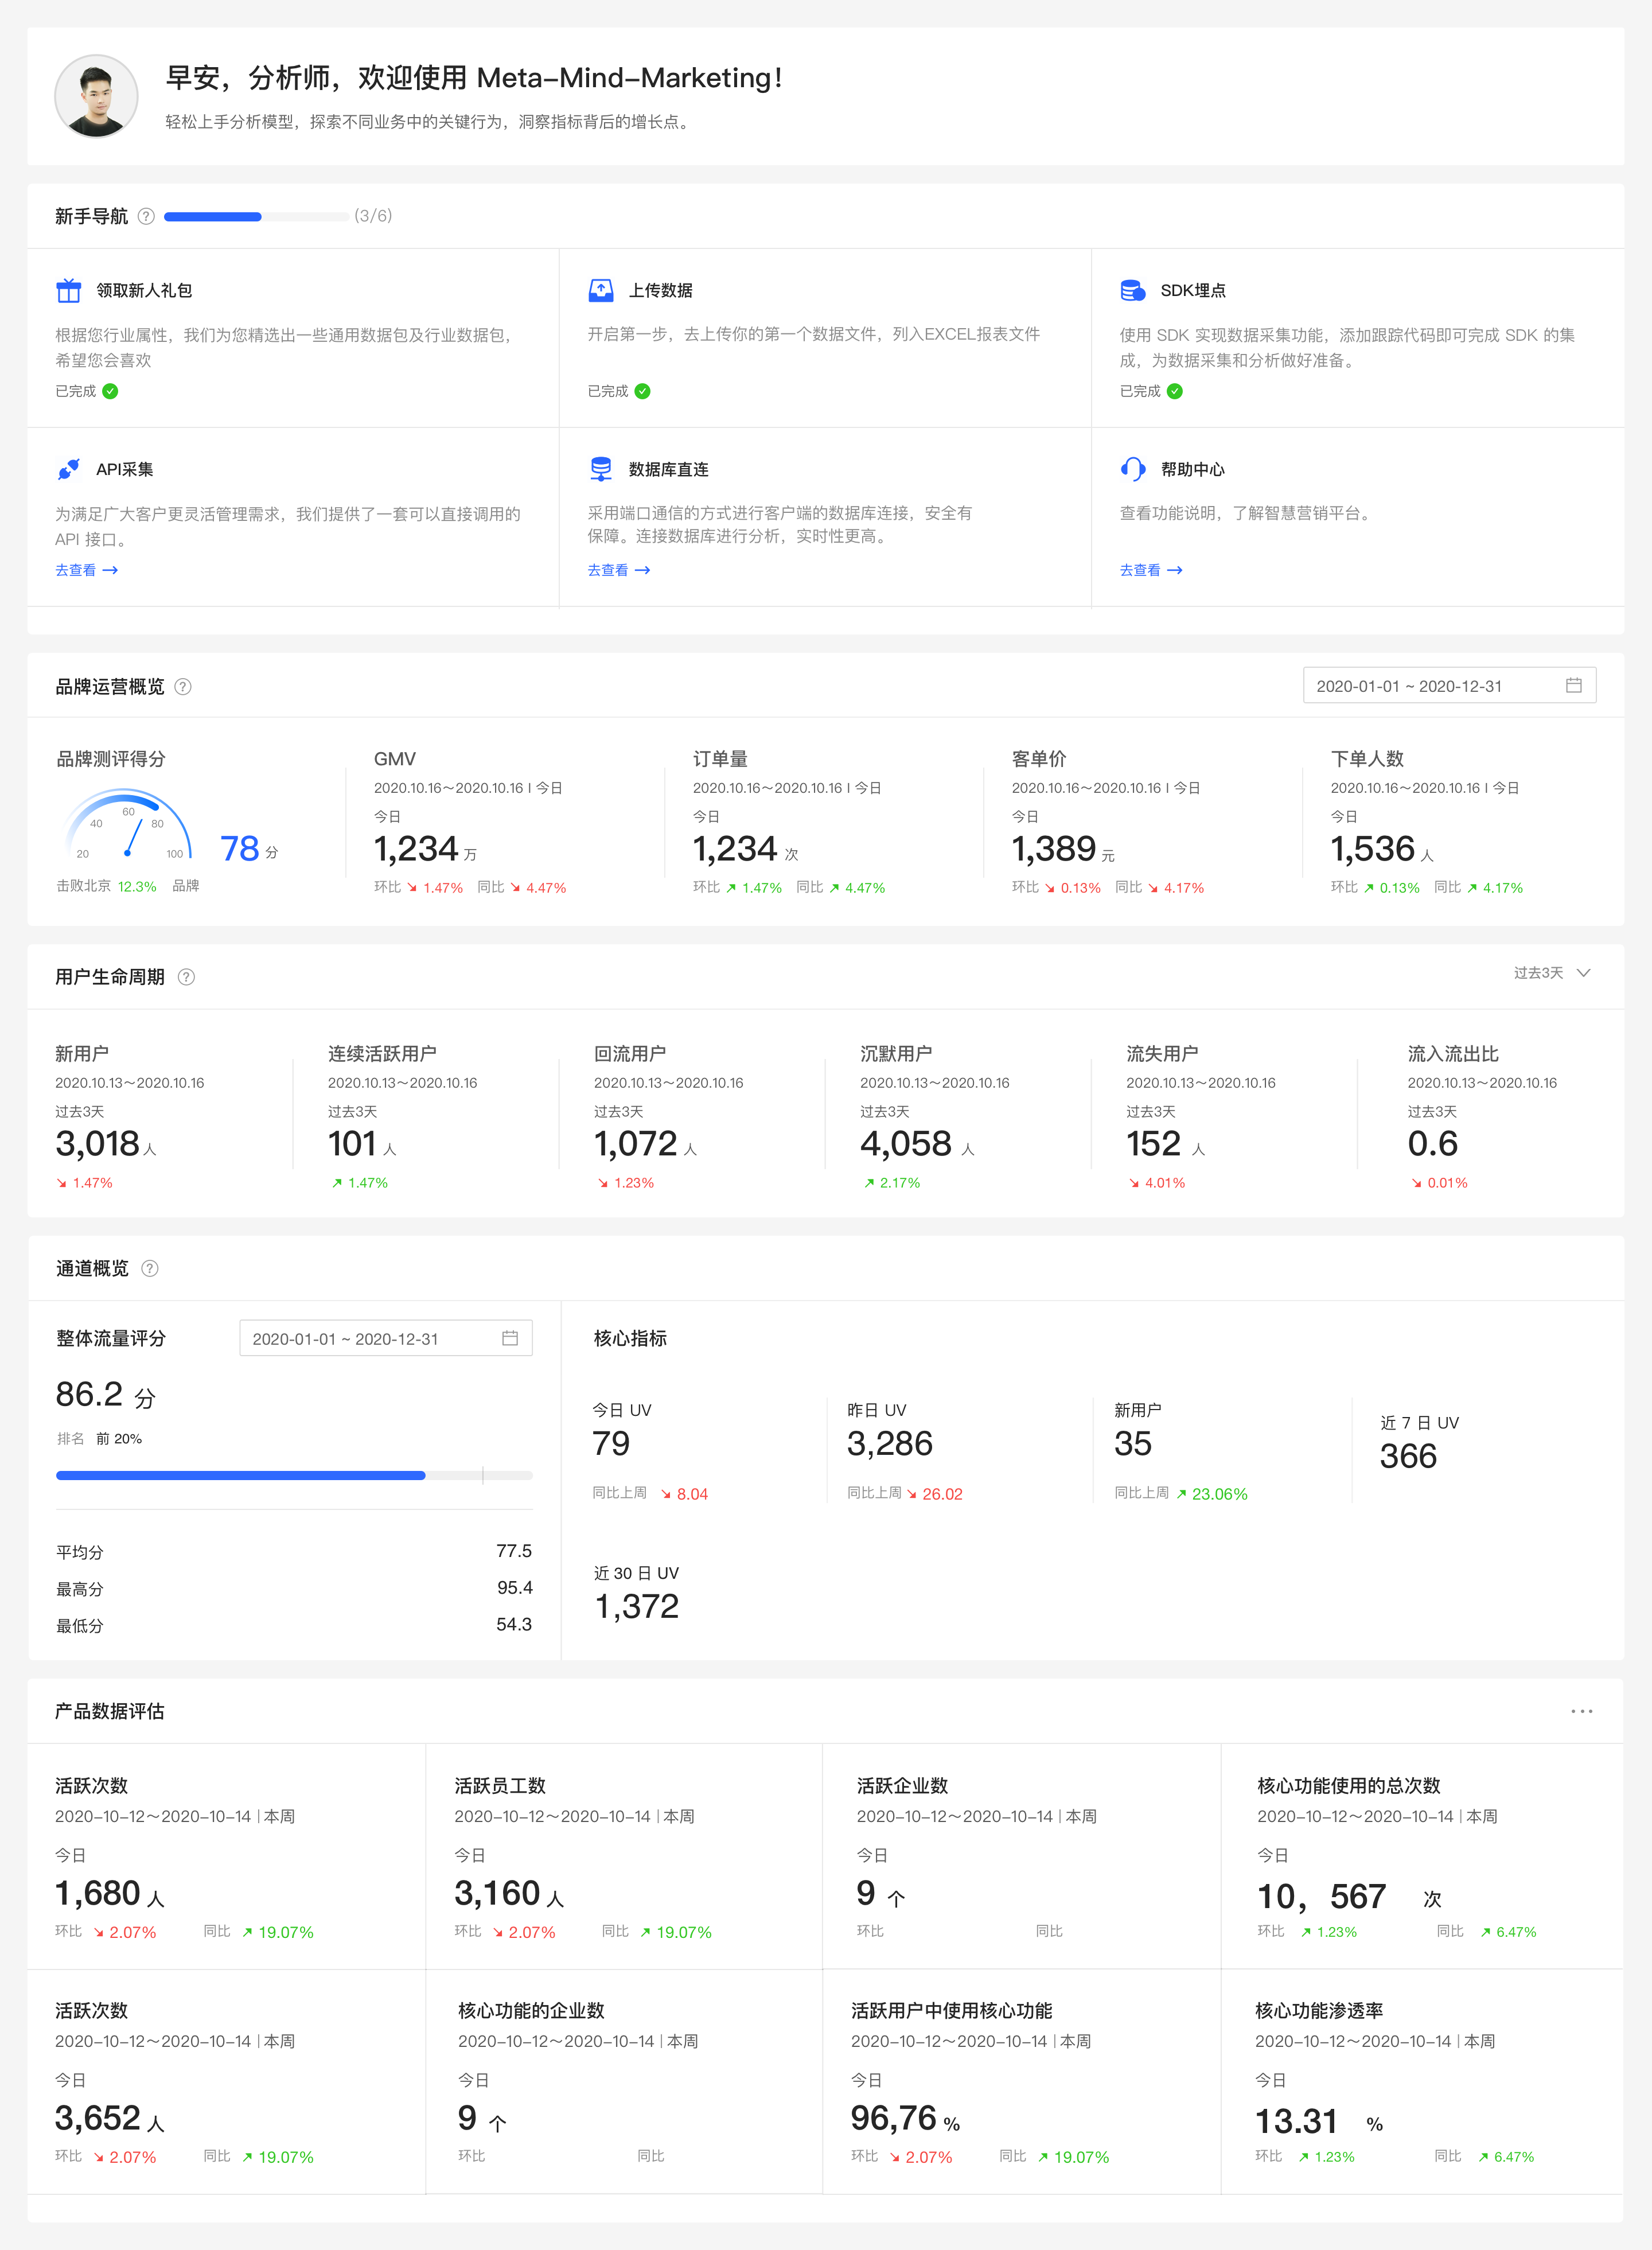 早安，分析师，欢迎使用 Meta-Mind-Marketing！
轻松上手分析模型，探索不同业务中的关键行为，洞察指标背后的增长点。
新手导航 ? (3/6)
领取新人礼包
根据您行业属性，我们为您精选出一些通用数据包及行业数据包，
希望您会喜欢
已完成
上传数据
开启第一步，去上传你的第一个数据文件，列入EXCEL报表文件
已完成
SDK埋点
使用 SDK 实现数据采集功能，添加跟踪代码即可完成 SDK 的集
成，为数据采集和分析做好准备。
已完成
API采集
为满足广大客户更灵活管理需求，我们提供了一套可以直接调用的
API 接口。
去查看
数据库直连
采用端口通信的方式进行客户端的数据库连接，安全有
保障。连接数据库进行分析，实时性更高。
去查看
帮助中心
查看功能说明，了解智慧营销平台。
去查看
品牌运营概览 ?
2020-01-01 ~ 2020-12-31
品牌测评得分
20 40 60 80 100
78 分
击败北京 12.3% 品牌
GMV
2020.10.16～2020.10.16 | 今日
今日
1,234 万
环比 ↘ 1.47% 同比 ↘ 4.47%
订单量
2020.10.16～2020.10.16 | 今日
今日
1,234 次
环比 ↗ 1.47% 同比 ↗ 4.47%
客单价
2020.10.16～2020.10.16 | 今日
今日
1,389 元
环比 ↘ 0.13% 同比 ↘ 4.17%
下单人数
2020.10.16～2020.10.16 | 今日
今日
1,536 人
环比 ↗ 0.13% 同比 ↗ 4.17%
用户生命周期 ?
过去3天
新用户
2020.10.13～2020.10.16
过去3天
3,018 人
↘ 1.47%
连续活跃用户
2020.10.13～2020.10.16
过去3天
101 人
↗ 1.47%
回流用户
2020.10.13～2020.10.16
过去3天
1,072 人
↘ 1.23%
沉默用户
2020.10.13～2020.10.16
过去3天
4,058 人
↗ 2.17%
流失用户
2020.10.13～2020.10.16
过去3天
152 人
↘ 4.01%
流入流出比
2020.10.13～2020.10.16
过去3天
0.6
↘ 0.01%
通道概览 ?
整体流量评分
2020-01-01 ~ 2020-12-31
86.2 分
排名 前 20%
平均分 77.5
最高分 95.4
最低分 54.3
核心指标
今日 UV
79
同比上周 ↘ 8.04
昨日 UV
3,286
同比上周 ↘ 26.02
新用户
35
同比上周 ↗ 23.06%
近 7 日 UV
366
近 30 日 UV
1,372
产品数据评估
活跃次数
2020-10-12～2020-10-14 | 本周
今日
1,680 人
环比 ↘ 2.07% 同比 ↗ 19.07%
活跃员工数
2020-10-12～2020-10-14 | 本周
今日
3,160 人
环比 ↘ 2.07% 同比 ↗ 19.07%
活跃企业数
2020-10-12～2020-10-14 | 本周
今日
9 个
环比 同比
核心功能使用的总次数
2020-10-12～2020-10-14 | 本周
今日
10，567 次
环比 ↗ 1.23% 同比 ↗ 6.47%
活跃次数
2020-10-12～2020-10-14 | 本周
今日
3,652 人
环比 ↘ 2.07% 同比 ↗ 19.07%
核心功能的企业数
2020-10-12～2020-10-14 | 本周
今日
9 个
环比 同比
活跃用户中使用核心功能
2020-10-12～2020-10-14 | 本周
今日
96,76 %
环比 ↘ 2.07% 同比 ↗ 19.07%
核心功能渗透率
2020-10-12～2020-10-14 | 本周
今日
13.31 %
环比 ↗ 1.23% 同比 ↗ 6.47%